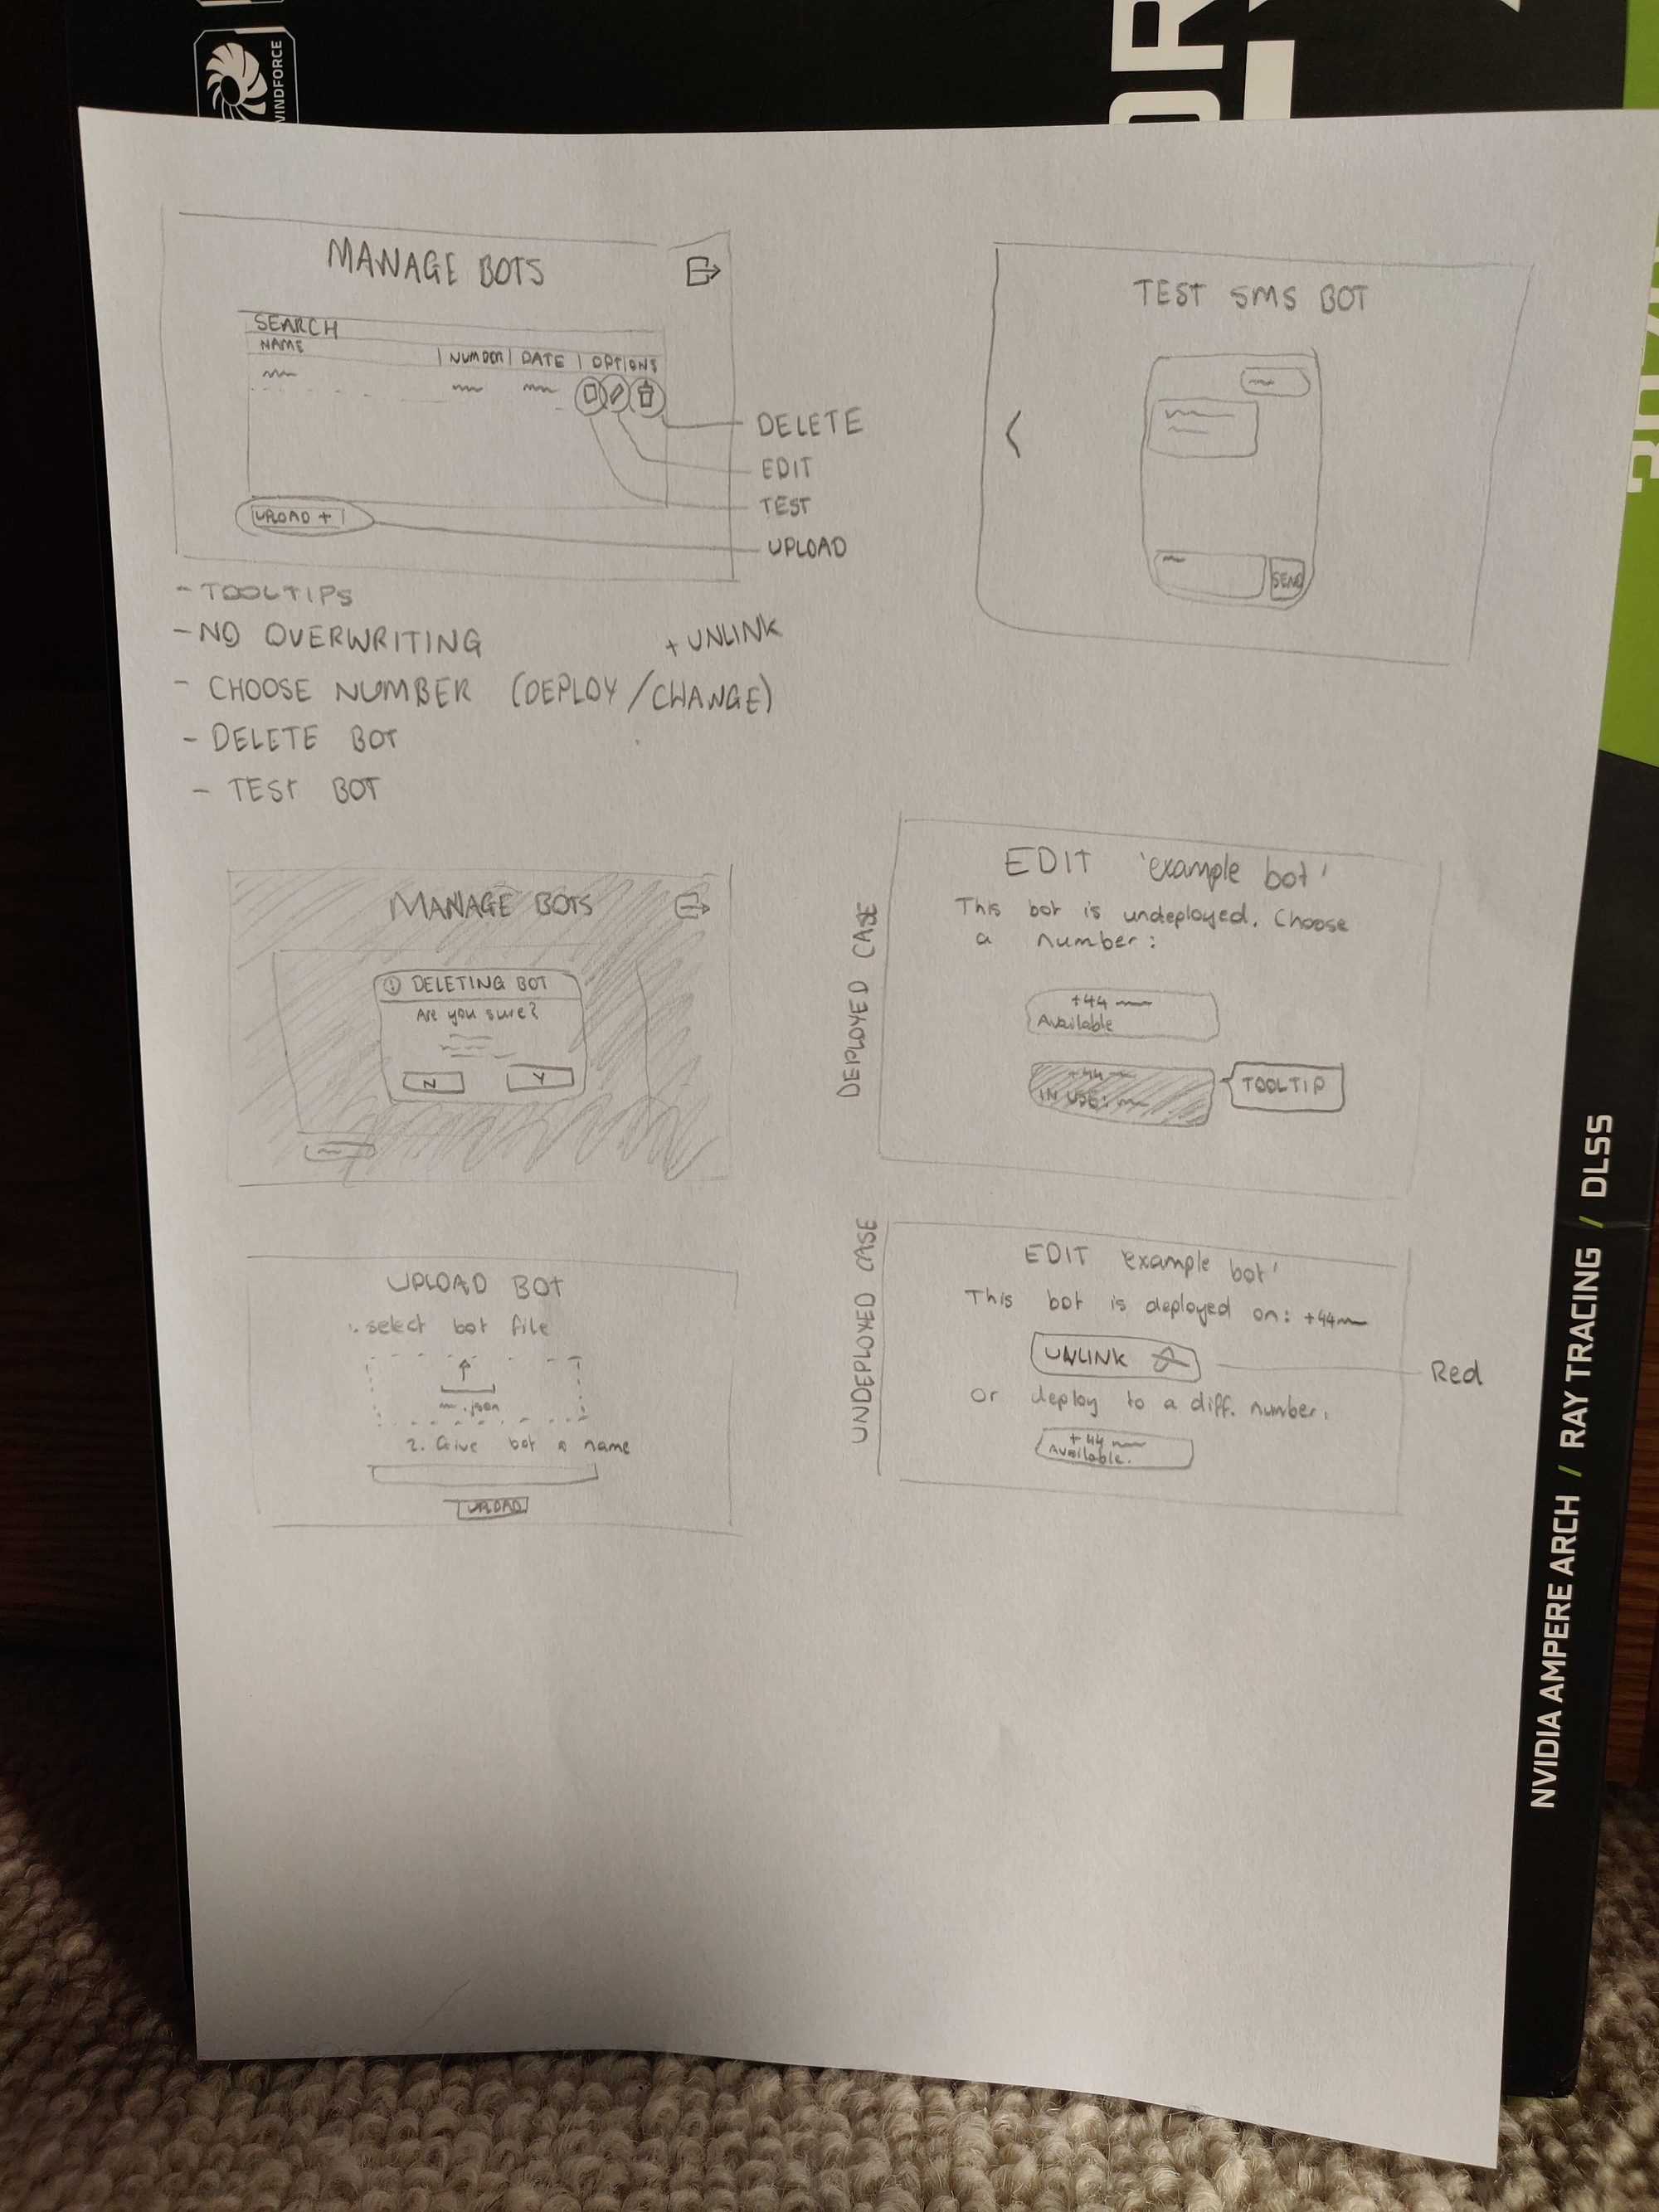 WINDFORCE
MANAGE BOTS
SEARCH
NAME | NUMBER | DATE | OPTIONS
UPLOAD +
DELETE
EDIT
TEST
UPLOAD
- TOOLTIPS
- NO OVERWRITING
+ UNLINK
- CHOOSE NUMBER (DEPLOY / CHANGE)
- DELETE BOT
- TEST BOT
TEST SMS BOT
<
SEND
MANAGE BOTS
! DELETING BOT
Are you sure?
N
Y
DEPLOYED CASE
EDIT 'example bot'
This bot is undeployed. Choose
a number:
+44
Available
+44
IN USE:
TOOLTIP
UPLOAD BOT
1. select bot file
.json
2. Give bot a name
UPLOAD
UNDEPLOYED CASE
EDIT 'example bot'
This bot is deployed on: +44
UNLINK
Red
Or deploy to a diff. number.
+44
Available.
NVIDIA AMPERE ARCH / RAY TRACING / DLSS